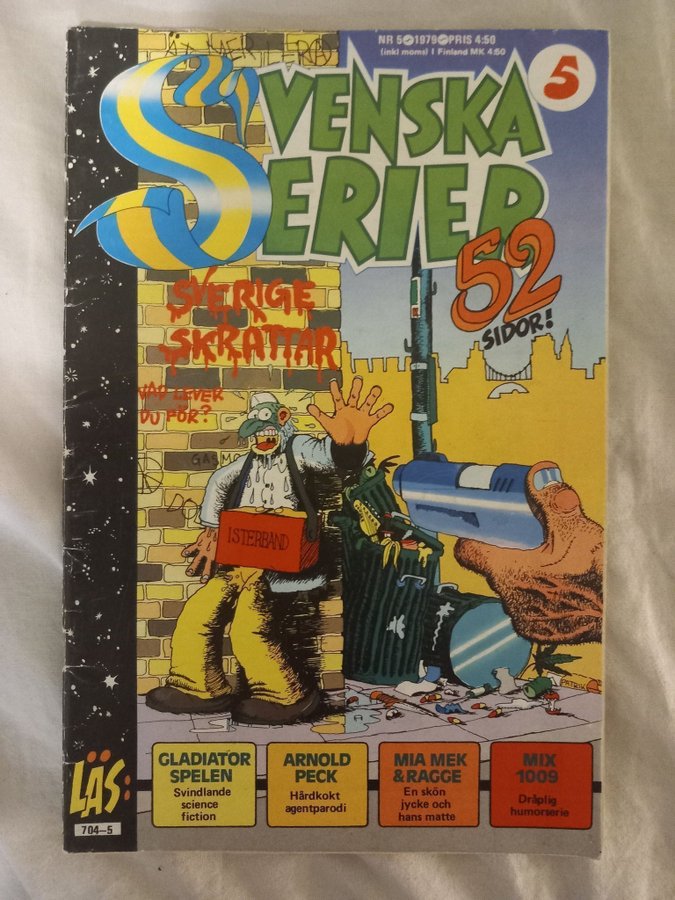 NR 5 1979 PRIS 4:50
(inkl moms) I Finland MK 4:50
5
SVENSKA
SERIER
52
SIDOR!
SVERIGE
SKRATTAR
VAD LEVER
DU FÖR?
ISTERBAND
LÄS:
704-5
GLADIATOR
SPELEN
Svindlande
science
fiction
ARNOLD
PECK
Hårdkokt
agentparodi
MIA MEK
& RAGGE
En skön
jycke och
hans matte
MIX
1009
Dråplig
humorserie